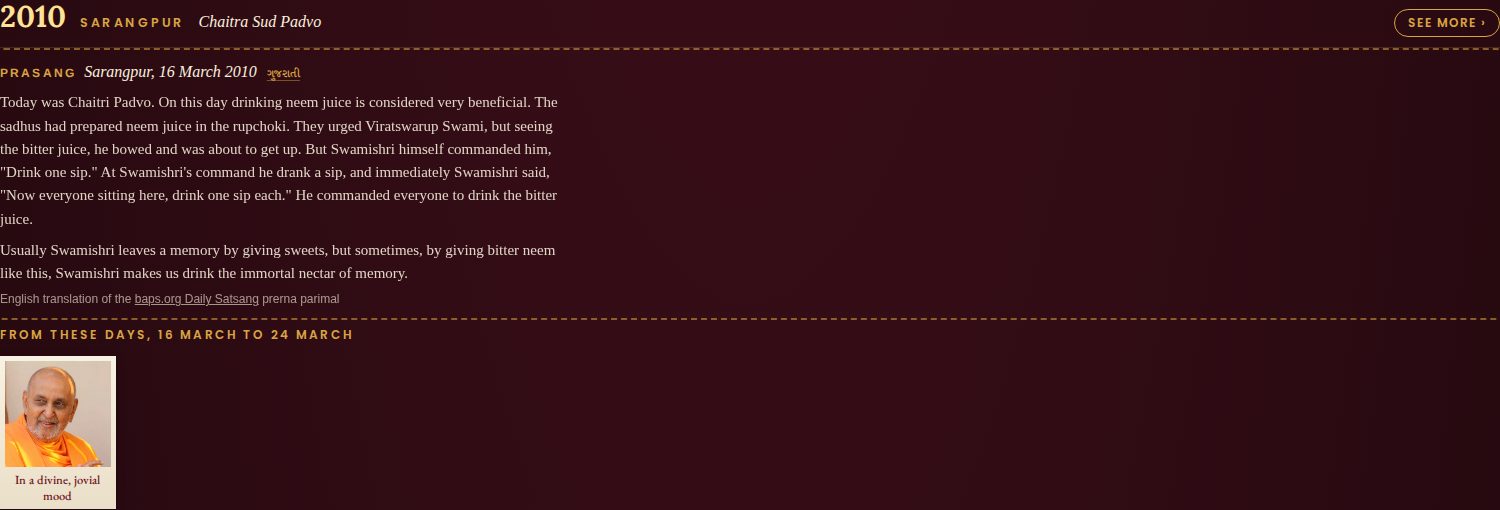 2010 SARANGPUR Chaitra Sud Padvo SEE MORE ›
PRASANG Sarangpur, 16 March 2010 ગુજરાતી
Today was Chaitri Padvo. On this day drinking neem juice is considered very beneficial. The
sadhus had prepared neem juice in the rupchoki. They urged Viratswarup Swami, but seeing
the bitter juice, he bowed and was about to get up. But Swamishri himself commanded him,
"Drink one sip." At Swamishri's command he drank a sip, and immediately Swamishri said,
"Now everyone sitting here, drink one sip each." He commanded everyone to drink the bitter
juice.
Usually Swamishri leaves a memory by giving sweets, but sometimes, by giving bitter neem
like this, Swamishri makes us drink the immortal nectar of memory.
English translation of the baps.org Daily Satsang prerna parimal
FROM THESE DAYS, 16 MARCH TO 24 MARCH
In a divine, jovial
mood